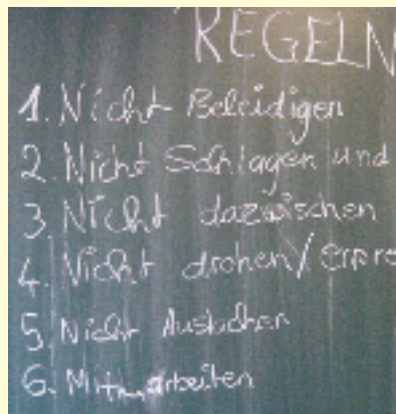 REGELN
1. Nicht Beleidigen
2. Nicht Schlagen und
3. Nicht dazwischen
4. Nicht drohen/erpre
5. Nicht Auslachen
6. Mitarbeiten